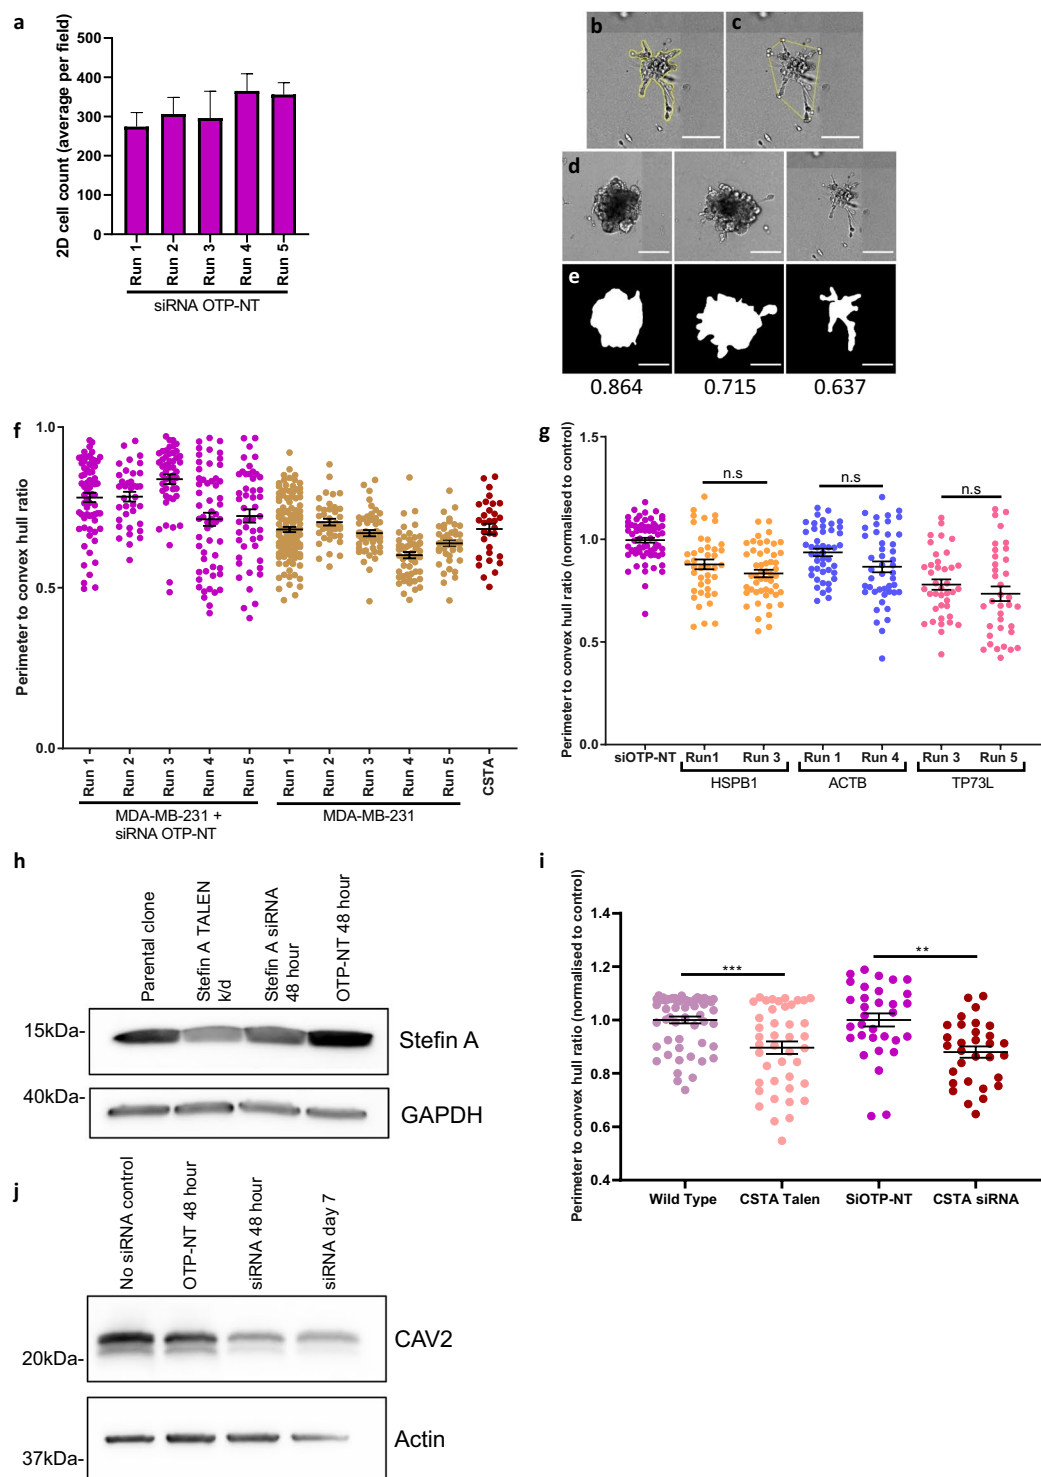 a
2D cell count (average per field)
500
400
300
200
100
0
Run 1
Run 2
Run 3
Run 4
Run 5
siRNA OTP-NT
b
c
d
e
0.864
0.715
0.637
f
Perimeter to convex hull ratio
1.0
0.5
0.0
Run 1
Run 2
Run 3
Run 4
Run 5
Run 1
Run 2
Run 3
Run 4
Run 5
CSTA
MDA-MB-231 +
siRNA OTP-NT
MDA-MB-231
g
Perimeter to convex hull ratio (normalised to control)
1.5
1.0
0.5
0.0
n.s
n.s
n.s
siOTP-NT
Run1
Run 3
Run 1
Run 4
Run 3
Run 5
HSPB1
ACTB
TP73L
h
Parental clone
Stefin A TALEN
k/d
Stefin A siRNA
48 hour
OTP-NT 48 hour
15kDa-
Stefin A
40kDa-
GAPDH
i
Perimeter to convex hull ratio (normalised to control)
1.4
1.2
1.0
0.8
0.6
0.4
***
**
Wild Type
CSTA Talen
SiOTP-NT
CSTA siRNA
j
No siRNA control
OTP-NT 48 hour
siRNA 48 hour
siRNA day 7
CAV2
20kDa-
Actin
37kDa-